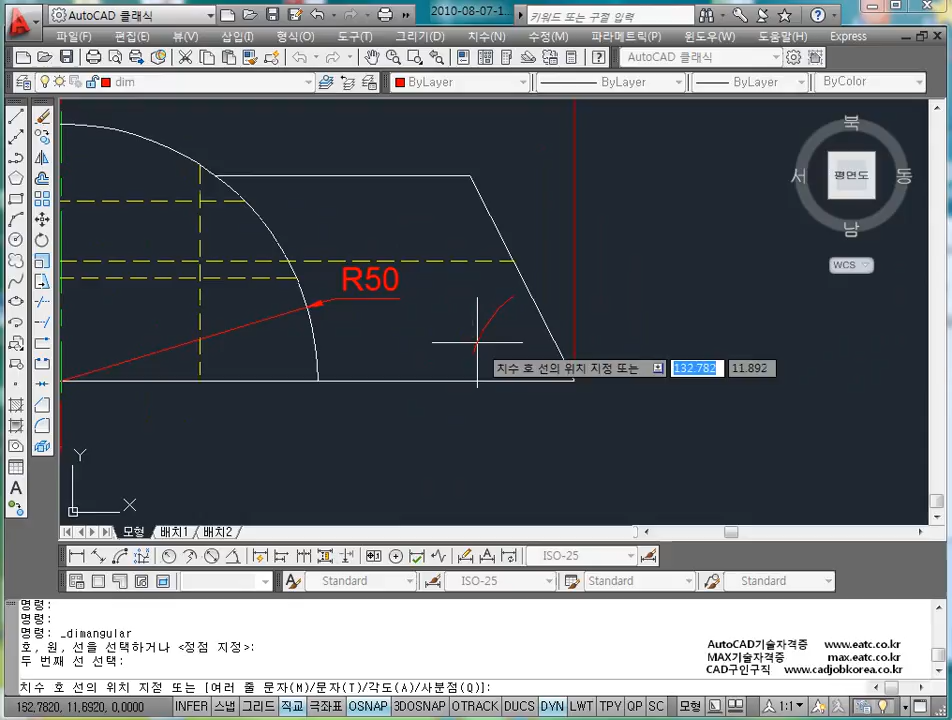 AutoCAD 클래식
2010-08-07-1...
키워드 또는 구절 입력
파일(F) 편집(E) 뷰(V) 삽입(I) 형식(O) 도구(T) 그리기(D) 치수(N) 수정(M) 파라메트릭(P) 윈도우(W) 도움말(H) Express
AutoCAD 클래식
dim ByLayer ByLayer ByLayer ByColor
북
서 평면도 동
남
WCS
R50
치수 호 선의 위치 지정 또는 132.782 11.892
Y
X
모형 배치1 배치2
ISO-25
Standard ISO-25 Standard Standard
명령:
명령:
명령: _dimangular
호, 원, 선을 선택하거나 <정점 지정>:
두 번째 선 선택:
치수 호 선의 위치 지정 또는 [여러 줄 문자(M)/문자(T)/각도(A)/사분점(Q)]:
AutoCAD기술자격증 www.eatc.co.kr
MAX기술자격증 max.eatc.co.kr
CAD구인구직 www.cadjobkorea.co.kr
162.7820, 11.6920, 0.0000 INFER 스냅 그리드 직교 극좌표 OSNAP 3DOSNAP OTRACK DUCS DYN LWT TPY QP SC 모형 1:1